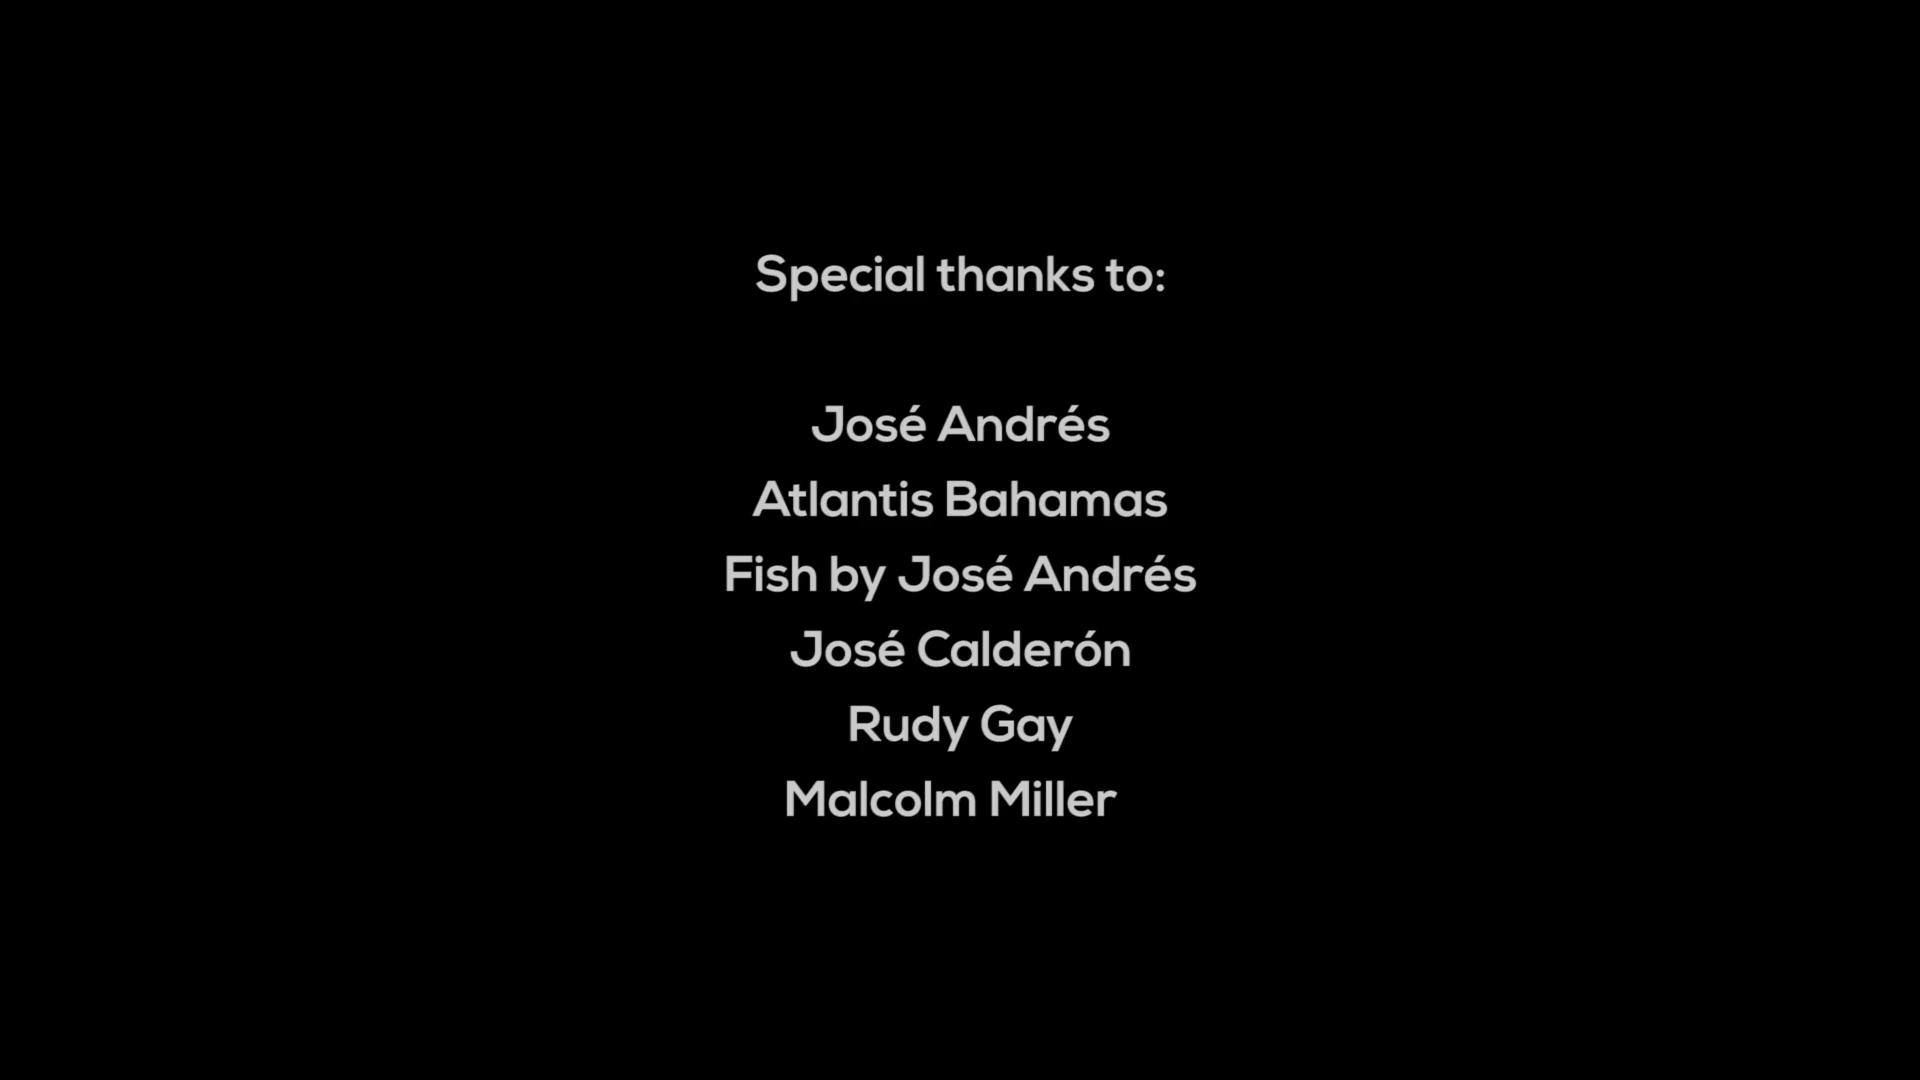 Special thanks to:
José Andrés
Atlantis Bahamas
Fish by José Andrés
José Calderón
Rudy Gay
Malcolm Miller